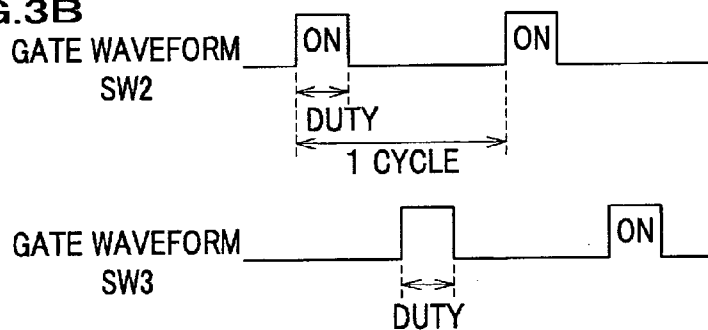 G.3B
GATE WAVEFORM
SW2
ON
ON
DUTY
1 CYCLE
GATE WAVEFORM
SW3
ON
DUTY